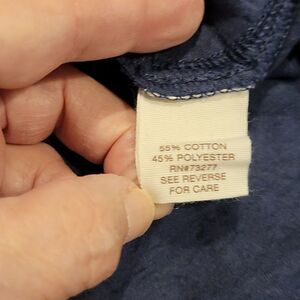 55% COTTON
45% POLYESTER
RN#73277
SEE REVERSE
FOR CARE